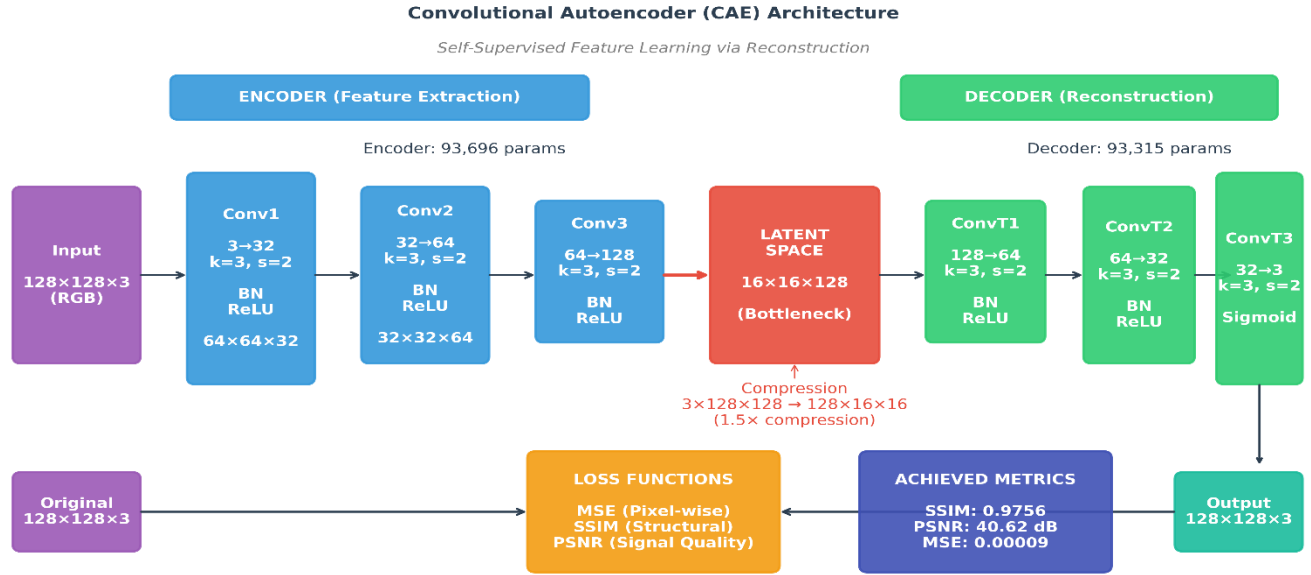 Convolutional Autoencoder (CAE) Architecture
Self-Supervised Feature Learning via Reconstruction
ENCODER (Feature Extraction)
DECODER (Reconstruction)
Encoder: 93,696 params
Decoder: 93,315 params
Input
128×128×3
(RGB)
Conv1
3→32
k=3, s=2
BN
ReLU
64×64×32
Conv2
32→64
k=3, s=2
BN
ReLU
32×32×64
Conv3
64→128
k=3, s=2
BN
ReLU
LATENT
SPACE
16×16×128
(Bottleneck)
ConvT1
128→64
k=3, s=2
BN
ReLU
ConvT2
64→32
k=3, s=2
BN
ReLU
ConvT3
32→3
k=3, s=2
Sigmoid
Compression
3×128×128 → 128×16×16
(1.5× compression)
Original
128×128×3
LOSS FUNCTIONS
MSE (Pixel-wise)
SSIM (Structural)
PSNR (Signal Quality)
ACHIEVED METRICS
SSIM: 0.9756
PSNR: 40.62 dB
MSE: 0.00009
Output
128×128×3